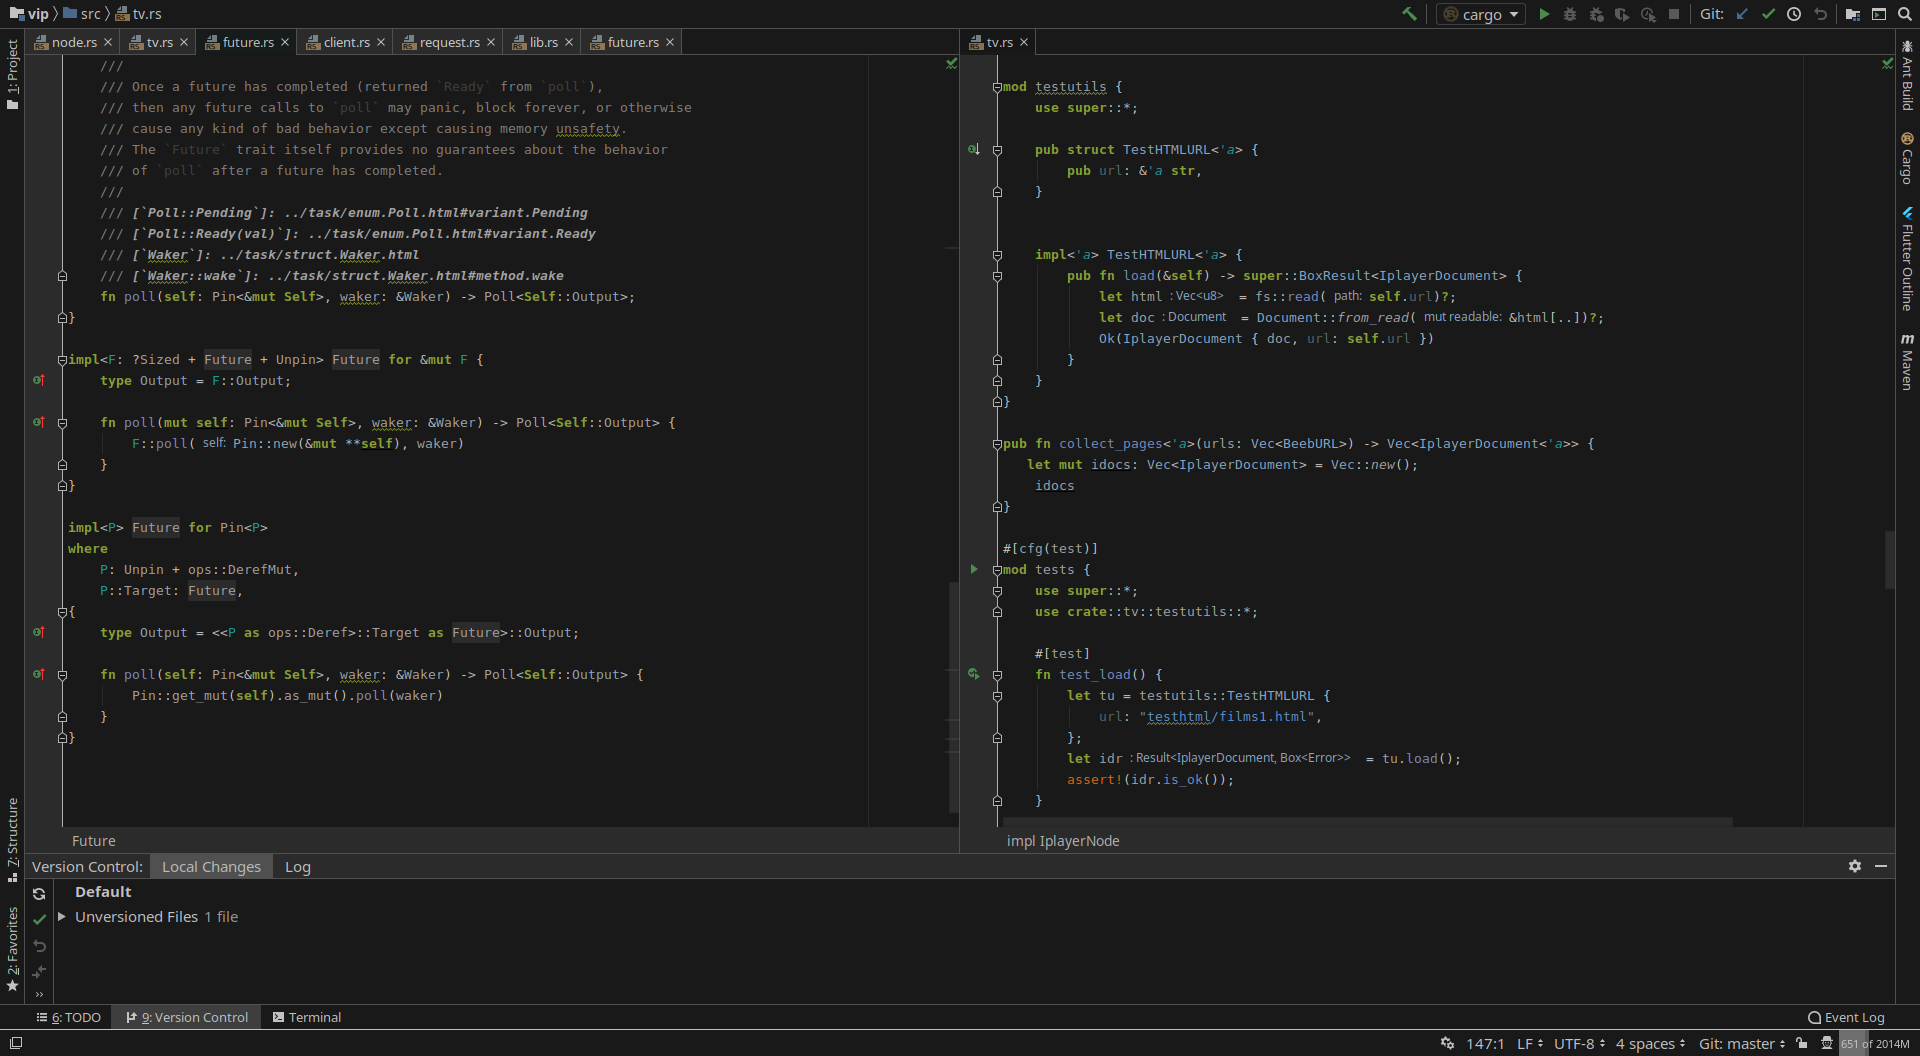 vip src tv.rs
cargo Git:
node.rs tv.rs future.rs client.rs request.rs lib.rs future.rs
tv.rs
1: Project
///
/// Once a future has completed (returned `Ready` from `poll`),
/// then any future calls to `poll` may panic, block forever, or otherwise
/// cause any kind of bad behavior except causing memory unsafety.
/// The `Future` trait itself provides no guarantees about the behavior
/// of `poll` after a future has completed.
///
/// [`Poll::Pending`]: ../task/enum.Poll.html#variant.Pending
/// [`Poll::Ready(val)`]: ../task/enum.Poll.html#variant.Ready
/// [`Waker`]: ../task/struct.Waker.html
/// [`Waker::wake`]: ../task/struct.Waker.html#method.wake
fn poll(self: Pin<&mut Self>, waker: &Waker) -> Poll<Self::Output>;
}
impl<F: ?Sized + Future + Unpin> Future for &mut F {
type Output = F::Output;
fn poll(mut self: Pin<&mut Self>, waker: &Waker) -> Poll<Self::Output> {
F::poll( self: Pin::new(&mut **self), waker)
}
}
impl<P> Future for Pin<P>
where
P: Unpin + ops::DerefMut,
P::Target: Future,
{
type Output = <<P as ops::Deref>::Target as Future>::Output;
fn poll(self: Pin<&mut Self>, waker: &Waker) -> Poll<Self::Output> {
Pin::get_mut(self).as_mut().poll(waker)
}
}
Future
mod testutils {
use super::*;
pub struct TestHTMLURL<'a> {
pub url: &'a str,
}
impl<'a> TestHTMLURL<'a> {
pub fn load(&self) -> super::BoxResult<IplayerDocument> {
let html : Vec<u8> = fs::read( path: self.url)?;
let doc : Document = Document::from_read( mut readable: &html[..])?;
Ok(IplayerDocument { doc, url: self.url })
}
}
}
pub fn collect_pages<'a>(urls: Vec<BeebURL>) -> Vec<IplayerDocument<'a>> {
let mut idocs: Vec<IplayerDocument> = Vec::new();
idocs
}
#[cfg(test)]
mod tests {
use super::*;
use crate::tv::testutils::*;
#[test]
fn test_load() {
let tu = testutils::TestHTMLURL {
url: "testhtml/films1.html",
};
let idr : Result<IplayerDocument, Box<Error>> = tu.load();
assert!(idr.is_ok());
}
impl IplayerNode
Ant Build
Cargo
Flutter Outline
m Maven
7: Structure
2: Favorites
Version Control: Local Changes Log
Default
Unversioned Files 1 file
»
6: TODO 9: Version Control Terminal Event Log
147:1 LF UTF-8 4 spaces Git: master 651 of 2014M